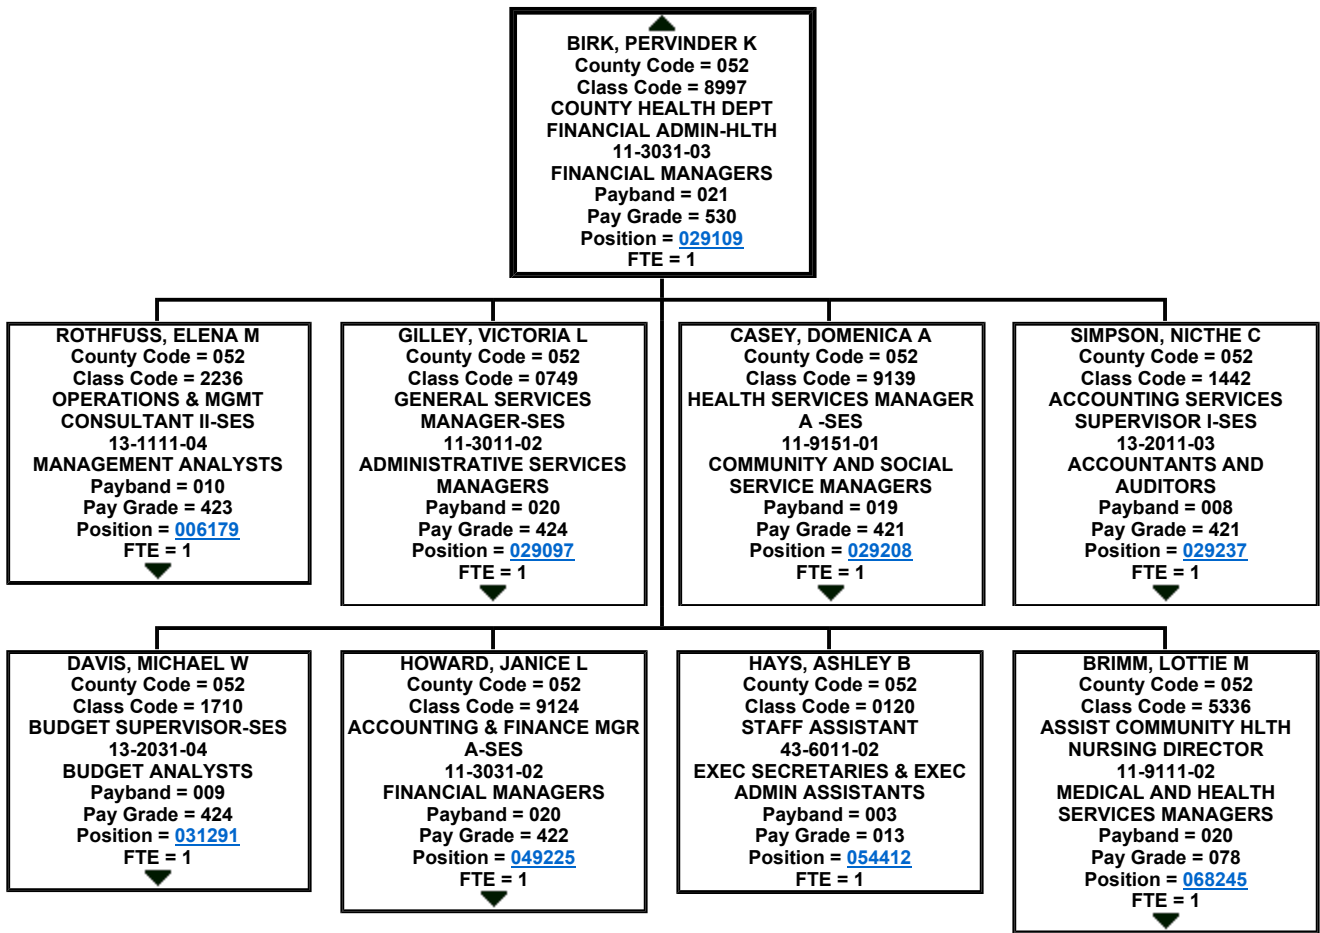 BIRK, PERVINDER K
County Code = 052
Class Code = 8997
COUNTY HEALTH DEPT
FINANCIAL ADMIN-HLTH
11-3031-03
FINANCIAL MANAGERS
Payband = 021
Pay Grade = 530
Position = 029109
FTE = 1
ROTHFUSS, ELENA M
County Code = 052
Class Code = 2236
OPERATIONS & MGMT
CONSULTANT II-SES
13-1111-04
MANAGEMENT ANALYSTS
Payband = 010
Pay Grade = 423
Position = 006179
FTE = 1
GILLEY, VICTORIA L
County Code = 052
Class Code = 0749
GENERAL SERVICES
MANAGER-SES
11-3011-02
ADMINISTRATIVE SERVICES
MANAGERS
Payband = 020
Pay Grade = 424
Position = 029097
FTE = 1
CASEY, DOMENICA A
County Code = 052
Class Code = 9139
HEALTH SERVICES MANAGER
A -SES
11-9151-01
COMMUNITY AND SOCIAL
SERVICE MANAGERS
Payband = 019
Pay Grade = 421
Position = 029208
FTE = 1
SIMPSON, NICTHE C
County Code = 052
Class Code = 1442
ACCOUNTING SERVICES
SUPERVISOR I-SES
13-2011-03
ACCOUNTANTS AND
AUDITORS
Payband = 008
Pay Grade = 421
Position = 029237
FTE = 1
DAVIS, MICHAEL W
County Code = 052
Class Code = 1710
BUDGET SUPERVISOR-SES
13-2031-04
BUDGET ANALYSTS
Payband = 009
Pay Grade = 424
Position = 031291
FTE = 1
HOWARD, JANICE L
County Code = 052
Class Code = 9124
ACCOUNTING & FINANCE MGR
A-SES
11-3031-02
FINANCIAL MANAGERS
Payband = 020
Pay Grade = 422
Position = 049225
FTE = 1
HAYS, ASHLEY B
County Code = 052
Class Code = 0120
STAFF ASSISTANT
43-6011-02
EXEC SECRETARIES & EXEC
ADMIN ASSISTANTS
Payband = 003
Pay Grade = 013
Position = 054412
FTE = 1
BRIMM, LOTTIE M
County Code = 052
Class Code = 5336
ASSIST COMMUNITY HLTH
NURSING DIRECTOR
11-9111-02
MEDICAL AND HEALTH
SERVICES MANAGERS
Payband = 020
Pay Grade = 078
Position = 068245
FTE = 1